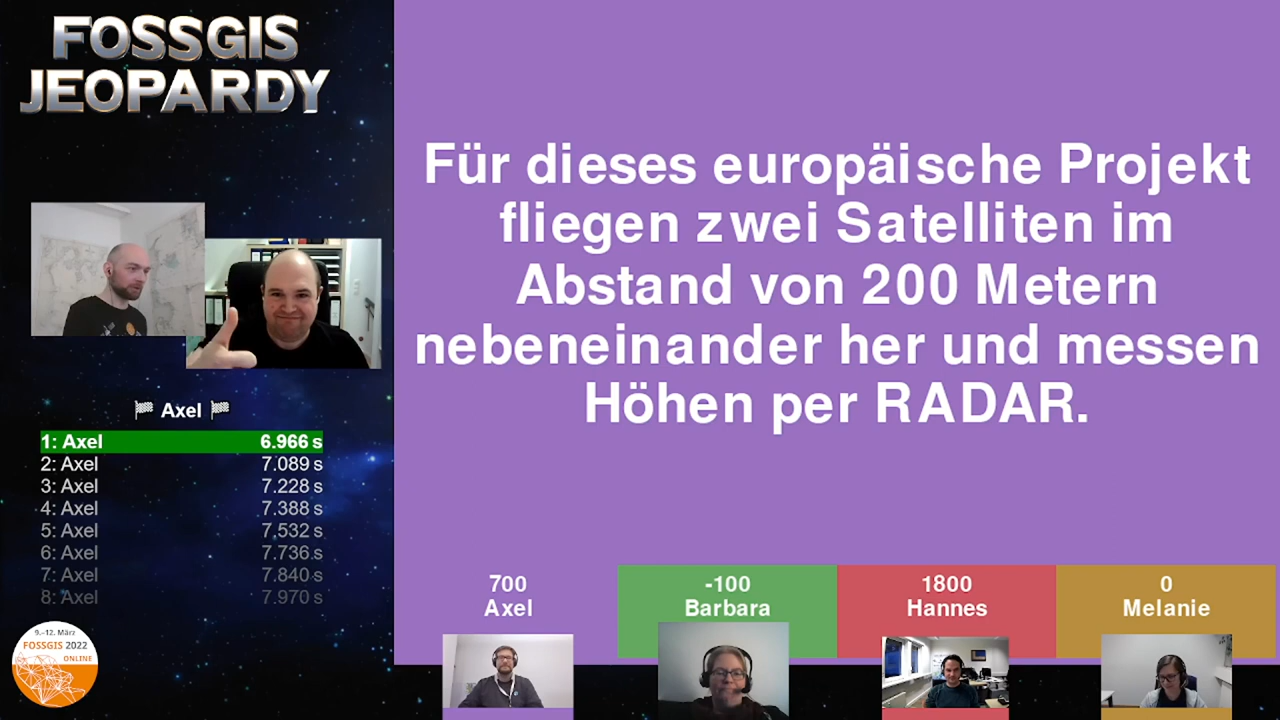 FOSSGIS
JEOPARDY
Für dieses europäische Projekt
fliegen zwei Satelliten im
Abstand von 200 Metern
nebeneinander her und messen
Höhen per RADAR.
Axel
1: Axel 6.966 s
2: Axel 7.089 s
3: Axel 7.228 s
4: Axel 7.388 s
5: Axel 7.532 s
6: Axel 7.736 s
7: Axel 7.840 s
8: Axel 7.970 s
700
Axel
-100
Barbara
1800
Hannes
0
Melanie
9.–12. März
FOSSGIS 2022
ONLINE